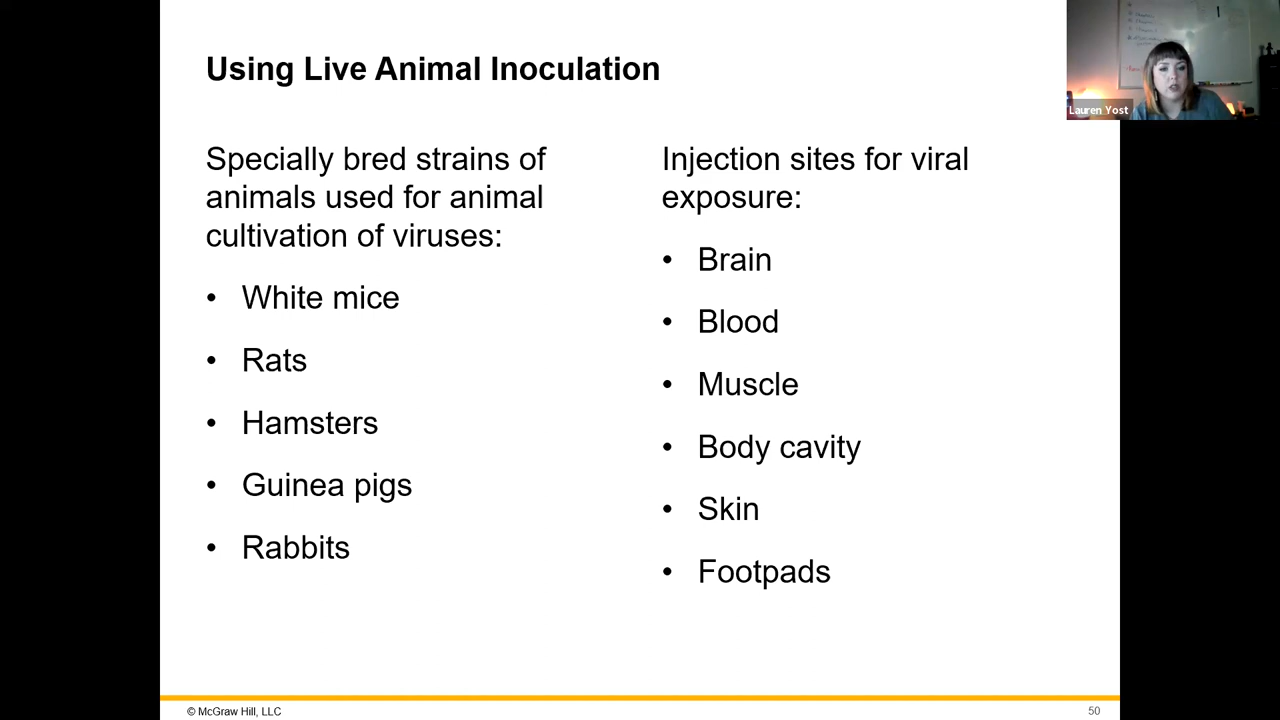 Using Live Animal Inoculation
Lauren Yost
Specially bred strains of
animals used for animal
cultivation of viruses:
• White mice
• Rats
• Hamsters
• Guinea pigs
• Rabbits
Injection sites for viral
exposure:
• Brain
• Blood
• Muscle
• Body cavity
• Skin
• Footpads
© McGraw Hill, LLC
50